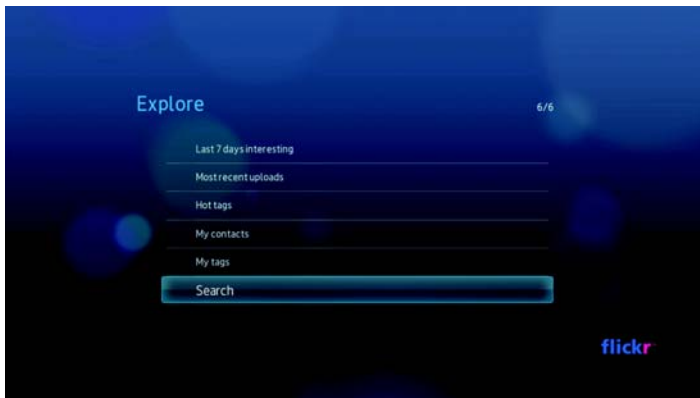 Explore
6/6
Last 7 days interesting
Most recent uploads
Hot tags
My contacts
My tags
Search
flickr